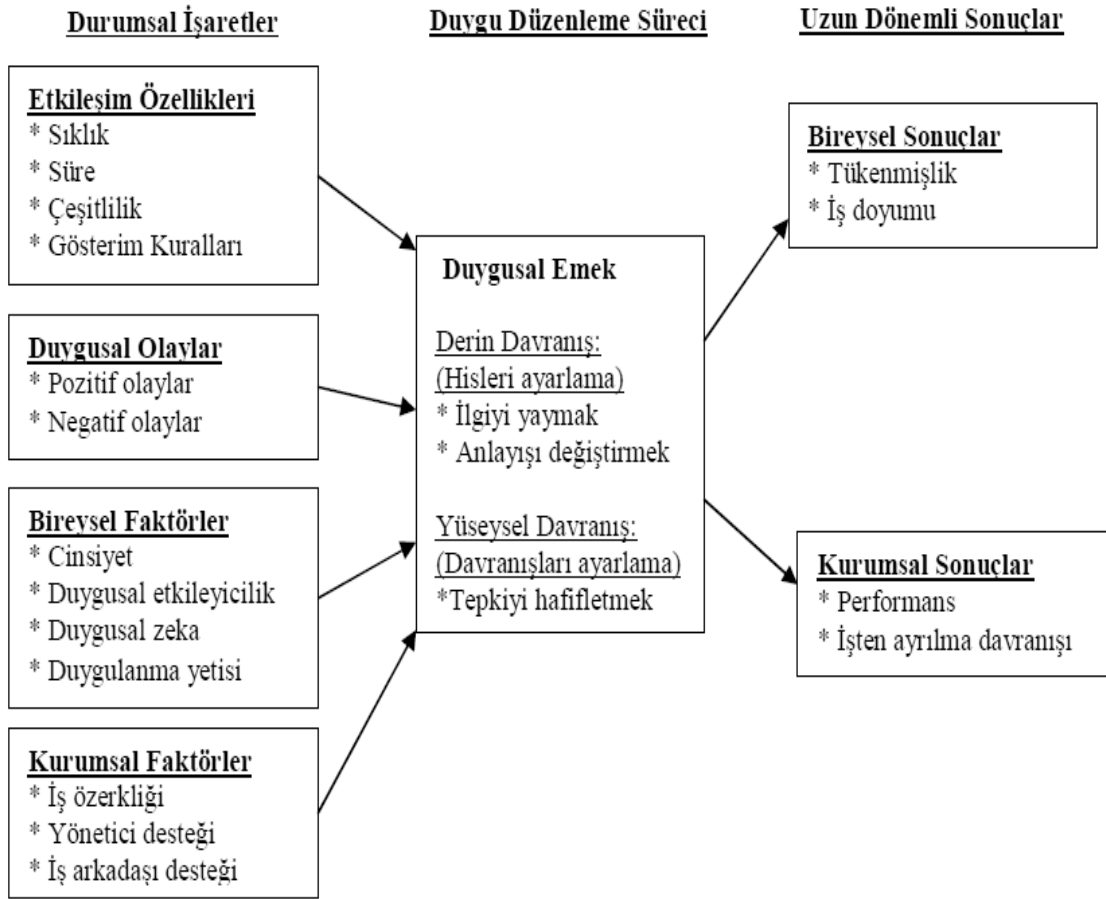 Durumsal İşaretler
Duygu Düzenleme Süreci
Uzun Dönemli Sonuçlar
Etkileşim Özellikleri
* Sıklık
* Süre
* Çeşitlilik
* Gösterim Kuralları
Duygusal Olaylar
* Pozitif olaylar
* Negatif olaylar
Bireysel Faktörler
* Cinsiyet
* Duygusal etkileyicilik
* Duygusal zeka
* Duygulanma yetisi
Kurumsal Faktörler
* İş özerkliği
* Yönetici desteği
* İş arkadaşı desteği
Duygusal Emek
Derin Davranış:
(Hisleri ayarlama)
* İlgiyi yaymak
* Anlayışı değiştirmek
Yüseysel Davranış:
(Davranışları ayarlama)
*Tepkiyi hafifletmek
Bireysel Sonuçlar
* Tükenmişlik
* İş doyumu
Kurumsal Sonuçlar
* Performans
* İşten ayrılma davranışı